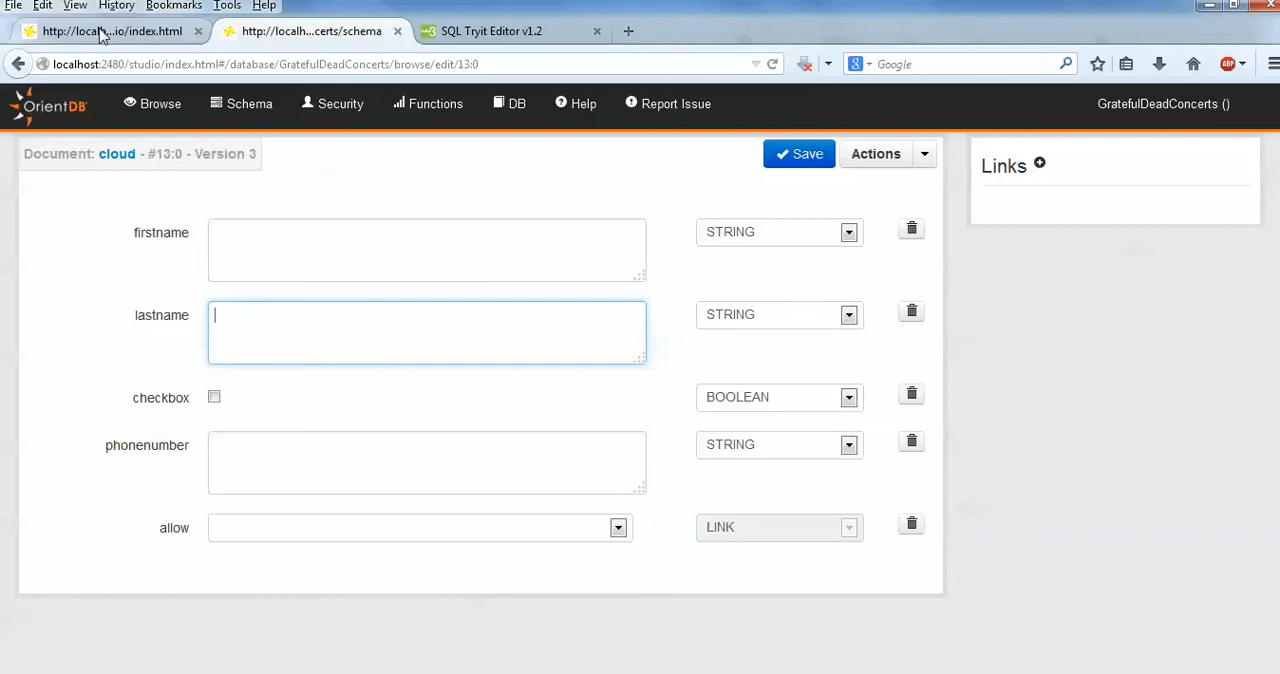 File Edit View History Bookmarks Tools Help
http://localh...io/index.html × http://localh...certs/schema × SQL Tryit Editor v1.2 × +
localhost:2480/studio/index.html#/database/GratefulDeadConcerts/browse/edit/13:0 Google ABP
OrientDB Browse Schema Security Functions DB Help Report Issue GratefulDeadConcerts ()
Document: cloud - #13:0 - Version 3 Save Actions
Links
firstname STRING
lastname STRING
checkbox BOOLEAN
phonenumber STRING
allow LINK